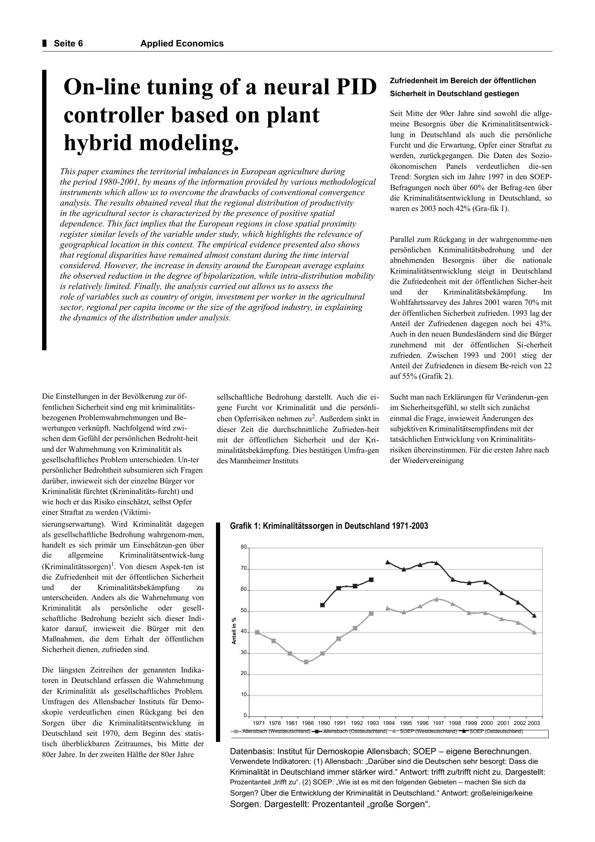 Seite 6 Applied Economics
On-line tuning of a neural PID
controller based on plant
hybrid modeling.
This paper examines the territorial imbalances in European agriculture during
the period 1980-2001, by means of the information provided by various methodological
instruments which allow us to overcome the drawbacks of conventional convergence
analysis. The results obtained reveal that the regional distribution of productivity
in the agricultural sector is characterized by the presence of positive spatial
dependence. This fact implies that the European regions in close spatial proximity
register similar levels of the variable under study, which highlights the relevance of
geographical location in this context. The empirical evidence presented also shows
that regional disparities have remained almost constant during the time interval
considered. However, the increase in density around the European average explains
the observed reduction in the degree of bipolarization, while intra-distribution mobility
is relatively limited. Finally, the analysis carried out allows us to assess the
role of variables such as country of origin, investment per worker in the agricultural
sector, regional per capita income or the size of the agrifood industry, in explaining
the dynamics of the distribution under analysis.
Zufriedenheit im Bereich der öffentlichen
Sicherheit in Deutschland gestiegen
Seit Mitte der 90er Jahre sind sowohl die allge-
meine Besorgnis über die Kriminalitätsentwick-
lung in Deutschland als auch die persönliche
Furcht und die Erwartung, Opfer einer Straftat zu
werden, zurückgegangen. Die Daten des Sozio-
ökonomischen Panels verdeutlichen die-sen
Trend: Sorgten sich im Jahre 1997 in den SOEP-
Befragungen noch über 60% der Befrag-ten über
die Kriminalitätsentwicklung in Deutschland, so
waren es 2003 noch 42% (Gra-fik 1).
Parallel zum Rückgang in der wahrgenomme-nen
persönlichen Kriminalitätsbedrohung und der
abnehmenden Besorgnis über die nationale
Kriminalitätsentwicklung steigt in Deutschland
die Zufriedenheit mit der öffentlichen Sicher-heit
und der Kriminalitätsbekämpfung. Im
Wohlfahrtssurvey des Jahres 2001 waren 70% mit
der öffentlichen Sicherheit zufrieden. 1993 lag der
Anteil der Zufriedenen dagegen noch bei 43%.
Auch in den neuen Bundesländern sind die Bürger
zunehmend mit der öffentlichen Si-cherheit
zufrieden. Zwischen 1993 und 2001 stieg der
Anteil der Zufriedenen in diesem Be-reich von 22
auf 55% (Grafik 2).
Die Einstellungen in der Bevölkerung zur öf-
fentlichen Sicherheit sind eng mit kriminalitäts-
bezogenen Problemwahrnehmungen und Be-
wertungen verknüpft. Nachfolgend wird zwi-
schen dem Gefühl der persönlichen Bedroht-heit
und der Wahrnehmung von Kriminalität als
gesellschaftliches Problem unterschieden. Un-ter
persönlicher Bedrohtheit subsumieren sich Fragen
darüber, inwieweit sich der einzelne Bürger vor
Kriminalität fürchtet (Kriminalitäts-furcht) und
wie hoch er das Risiko einschätzt, selbst Opfer
einer Straftat zu werden (Viktimi-
sierungserwartung). Wird Kriminalität dagegen
als gesellschaftliche Bedrohung wahrgenom-men,
handelt es sich primär um Einschätzun-gen über
die allgemeine Kriminalitätsentwick-lung
(Kriminalitätssorgen)1. Von diesen Aspek-ten ist
die Zufriedenheit mit der öffentlichen Sicherheit
und der Kriminalitätsbekämpfung zu
unterscheiden. Anders als die Wahrnehmung von
Kriminalität als persönliche oder gesell-
schaftliche Bedrohung bezieht sich dieser Indi-
kator darauf, inwieweit die Bürger mit den
Maßnahmen, die dem Erhalt der öffentlichen
Sicherheit dienen, zufrieden sind.
Die längsten Zeitreihen der genannten Indika-
toren in Deutschland erfassen die Wahrnehmung
der Kriminalität als gesellschaftliches Problem.
Umfragen des Allensbacher Instituts für Demo-
skopie verdeutlichen einen Rückgang bei den
Sorgen über die Kriminalitätsentwicklung in
Deutschland seit 1970, dem Beginn des statis-
tisch überblickbaren Zeitraumes, bis Mitte der
80er Jahre. In der zweiten Hälfte der 80er Jahre
sellschaftliche Bedrohung darstellt. Auch die ei-
gene Furcht vor Kriminalität und die persönli-
chen Opferrisiken nehmen zu2. Außerdem sinkt in
dieser Zeit die durchschnittliche Zufrieden-heit
mit der öffentlichen Sicherheit und der Kri-
minalitätsbekämpfung. Dies bestätigen Umfra-gen
des Mannheimer Instituts
Sucht man nach Erklärungen für Veränderun-gen
im Sicherheitsgefühl, so stellt sich zunächst
einmal die Frage, inwieweit Änderungen des
subjektiven Kriminalitätsempfindens mit der
tatsächlichen Entwicklung von Kriminalitäts-
risiken übereinstimmen. Für die ersten Jahre nach
der Wiedervereinigung
Grafik 1: Kriminalitätssorgen in Deutschland 1971-2003
Anteil in %
80
70
60
50
40
30
20
10
0
1971 1976 1981 1986 1990 1991 1992 1993 1994 1995 1996 1997 1998 1999 2000 2001 2002 2003
Allensbach (Westdeutschland) Allensbach (Ostdeutschland) SOEP (Westdeutschland) SOEP (Ostdeutschland)
Datenbasis: Institut für Demoskopie Allensbach; SOEP – eigene Berechnungen.
Verwendete Indikatoren: (1) Allensbach: „Darüber sind die Deutschen sehr besorgt: Dass die
Kriminalität in Deutschland immer stärker wird.“ Antwort: trifft zu/trifft nicht zu. Dargestellt:
Prozentanteil „trifft zu“. (2) SOEP: „Wie ist es mit den folgenden Gebieten – machen Sie sich da
Sorgen? Über die Entwicklung der Kriminalität in Deutschland.“ Antwort: große/einige/keine
Sorgen. Dargestellt: Prozentanteil „große Sorgen“.